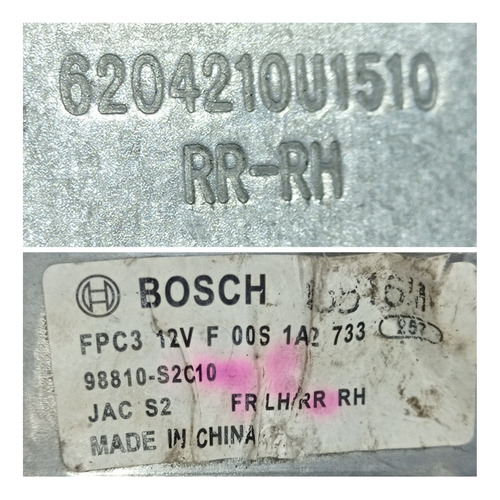 6204210U1510
RR-RH
BOSCH
FPC3 12V F 00S 1A2 733 257
98810-S2C10
JAC S2 FR LH/RR RH
MADE IN CHINA